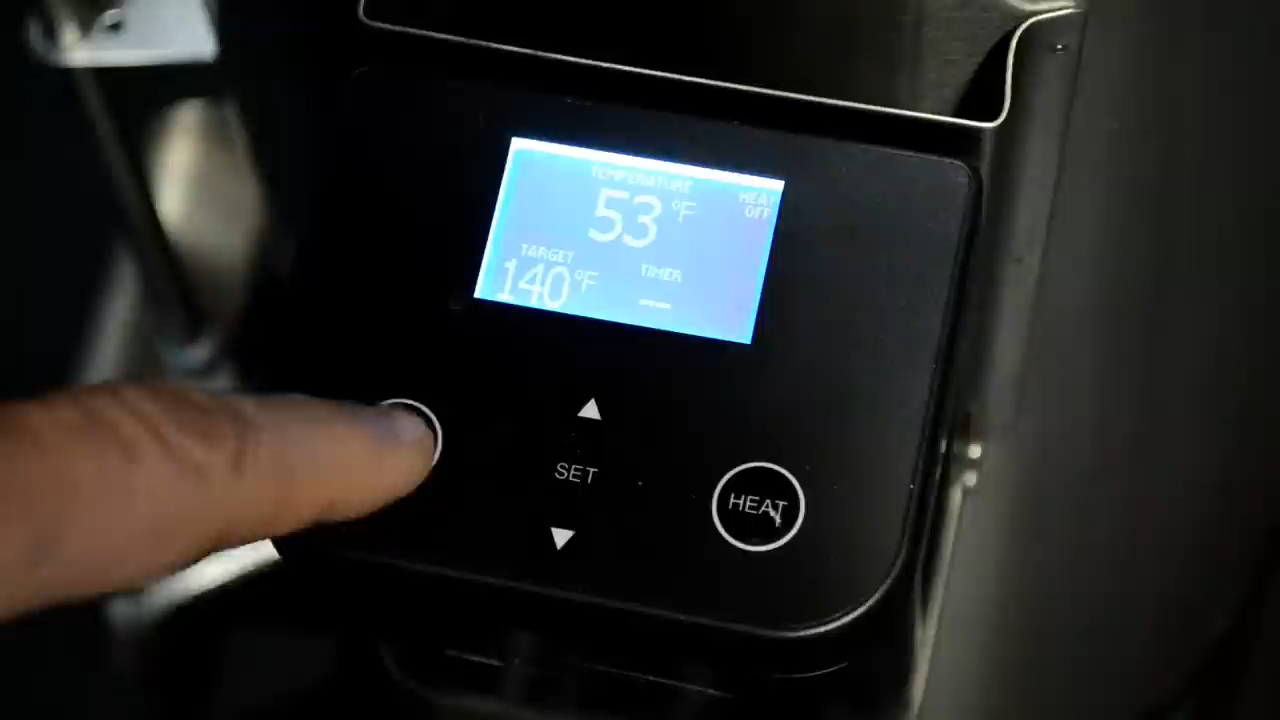 TEMPERATURE
53 °F
HEAT
OFF
TARGET
140 °F
TIMER
---
SET
HEAT